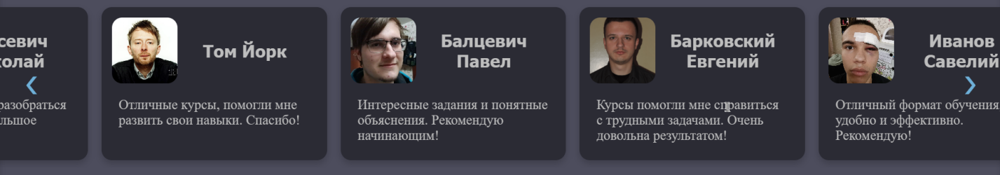 севич
олай
разобраться
льшое
Том Йорк
Отличные курсы, помогли мне
развить свои навыки. Спасибо!
Балцевич
Павел
Интересные задания и понятные
объяснения. Рекомендую
начинающим!
Барковский
Евгений
Курсы помогли мне справиться
с трудными задачами. Очень
довольна результатом!
Иванов
Савелий
Отличный формат обучения
удобно и эффективно.
Рекомендую!